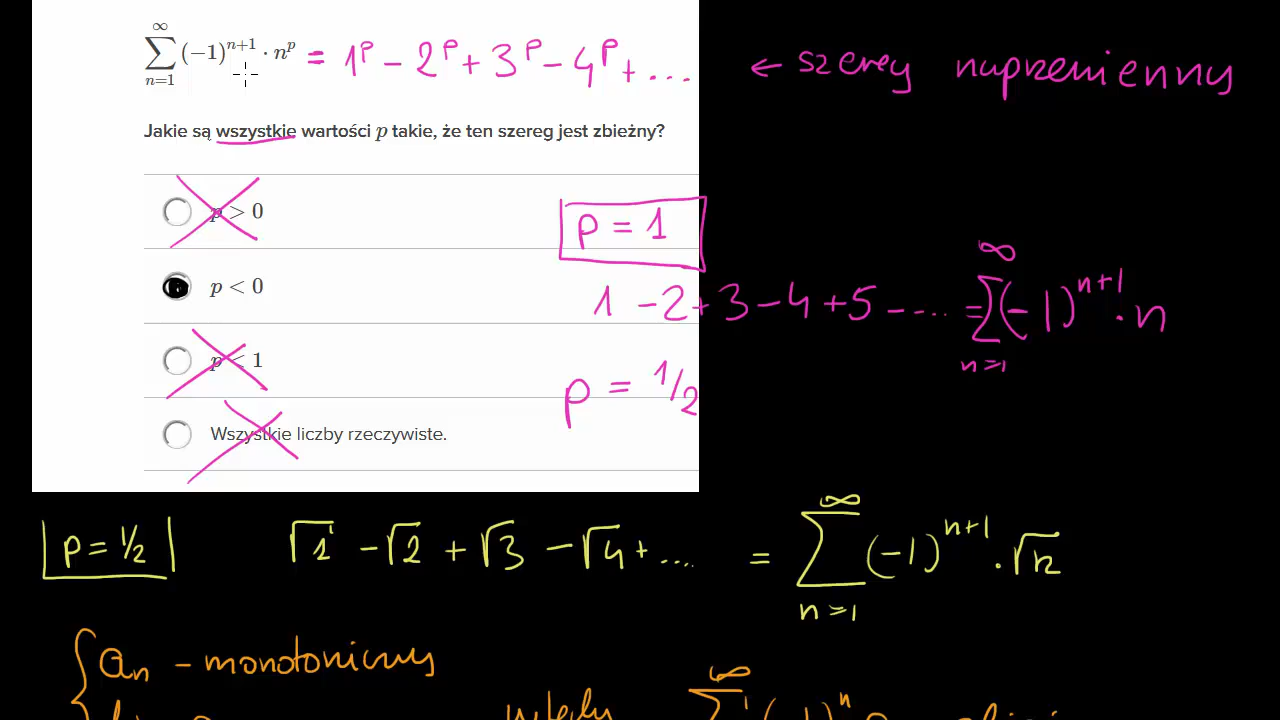 ∞
∑ (−1)^{n+1} · n^p = 1^p − 2^p + 3^p − 4^p + ... ← szereg naprzemienny
n=1
Jakie są wszystkie wartości p takie, że ten szereg jest zbieżny?
p > 0
p = 1
p < 0
1 − 2 + 3 − 4 + 5 − ... = ∑_{n=1}^{∞} (−1)^{n+1} · n
p < 1
p = 1/2
Wszystkie liczby rzeczywiste.
p = 1/2 √1 − √2 + √3 − √4 + .... = ∑_{n=1}^{∞} (−1)^{n+1} · √n
a_n − monotoniczny